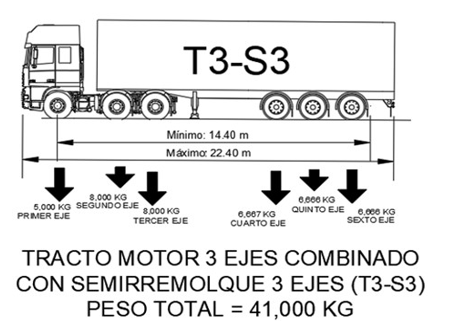 T3-S3
Mínimo: 14.40 m
Máximo: 22.40 m
5,000 KG
PRIMER EJE
8,000 KG
SEGUNDO EJE
8,000 KG
TERCER EJE
6,667 KG
CUARTO EJE
6,666 KG
QUINTO EJE
6,666 KG
SEXTO EJE
TRACTO MOTOR 3 EJES COMBINADO
CON SEMIRREMOLQUE 3 EJES (T3-S3)
PESO TOTAL = 41,000 KG